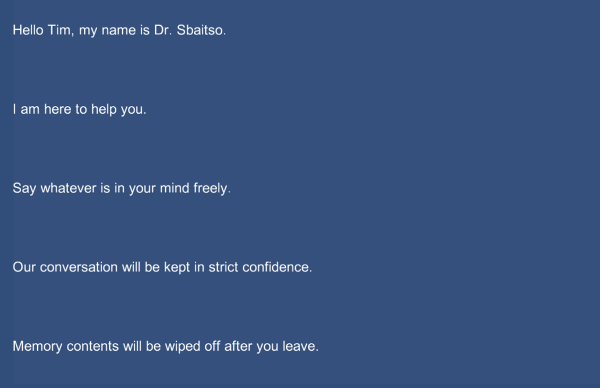 Hello Tim, my name is Dr. Sbaitso.
I am here to help you.
Say whatever is in your mind freely.
Our conversation will be kept in strict confidence.
Memory contents will be wiped off after you leave.